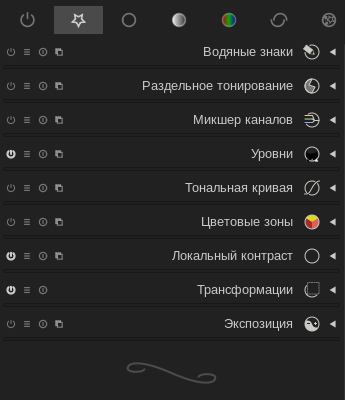 Водяные знаки
Раздельное тонирование
Микшер каналов
Уровни
Тональная кривая
Цветовые зоны
Локальный контраст
Трансформации
Экспозиция